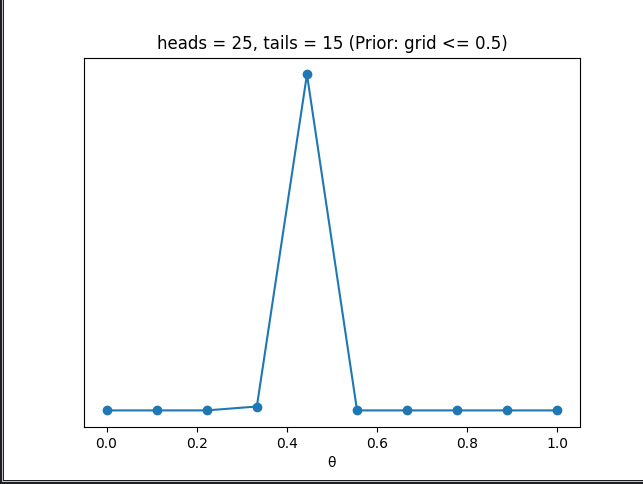 heads = 25, tails = 15 (Prior: grid <= 0.5)
0.0 0.2 0.4 0.6 0.8 1.0
θ